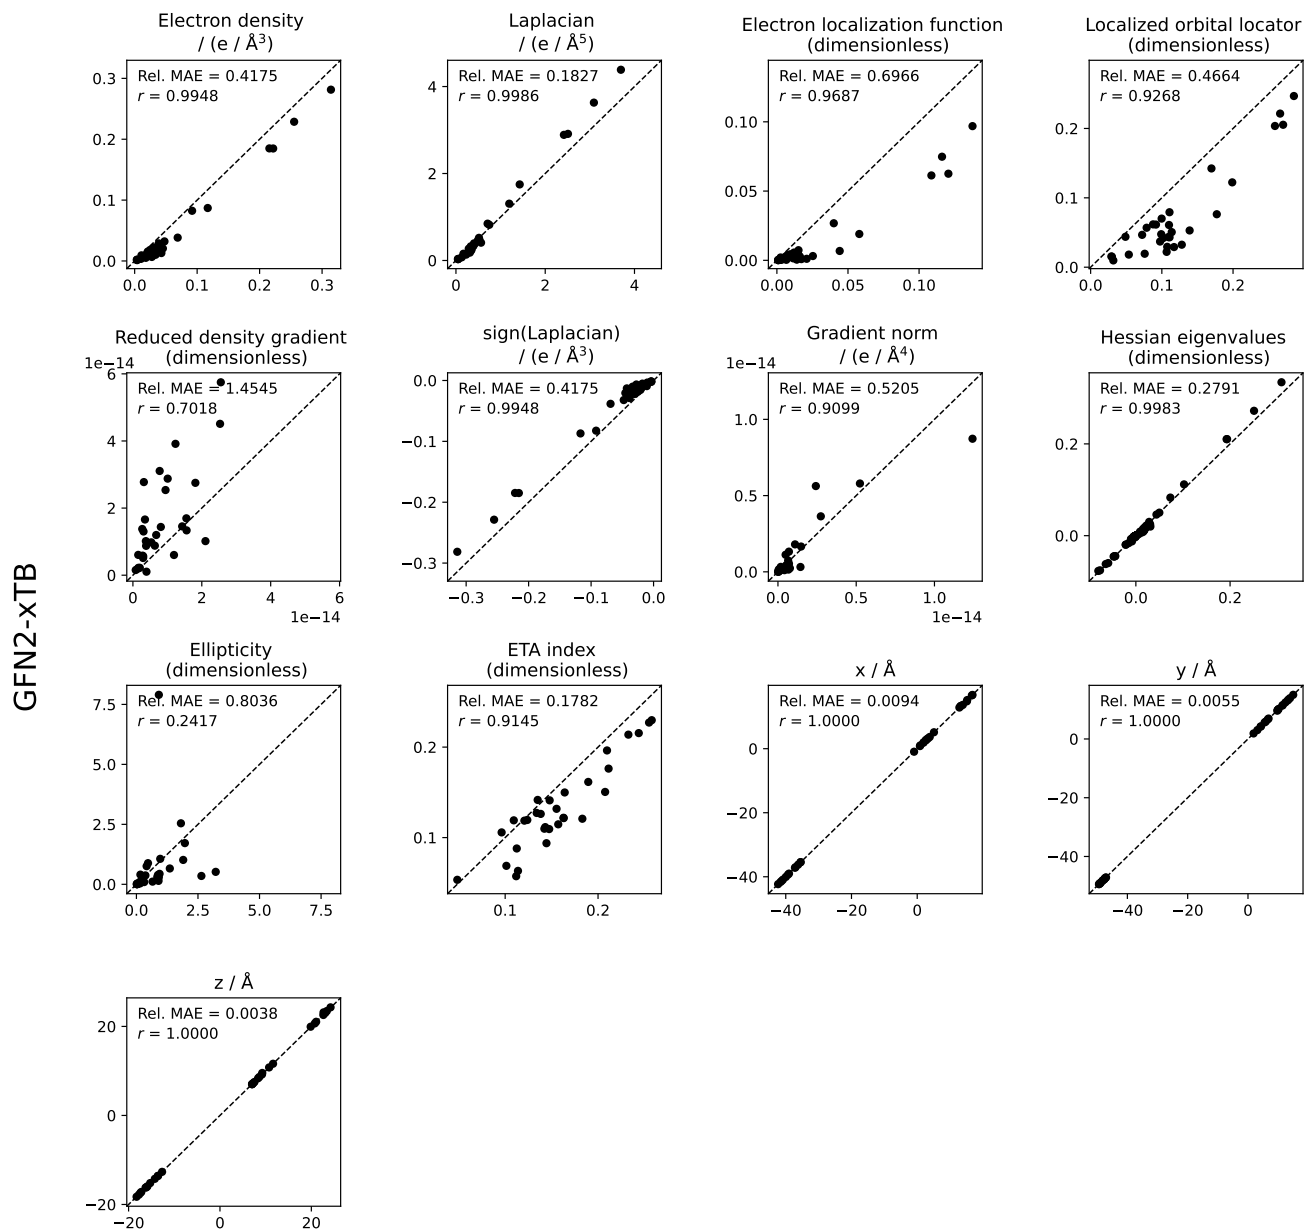 Electron density
/ (e / Å³)
Rel. MAE = 0.4175
r = 0.9948
0.3
0.2
0.1
0.0
0.0 0.1 0.2 0.3
Laplacian
/ (e / Å⁵)
Rel. MAE = 0.1827
r = 0.9986
4
2
0
0 2 4
Electron localization function
(dimensionless)
Rel. MAE = 0.6966
r = 0.9687
0.10
0.05
0.00
0.00 0.05 0.10
Localized orbital locator
(dimensionless)
Rel. MAE = 0.4664
r = 0.9268
0.2
0.1
0.0
0.0 0.1 0.2
Reduced density gradient
(dimensionless)
1e−14
Rel. MAE = 1.4545
r = 0.7018
6
4
2
0
0 2 4 6
1e−14
sign(Laplacian)
/ (e / Å³)
Rel. MAE = 0.4175
r = 0.9948
0.0
−0.1
−0.2
−0.3
−0.3 −0.2 −0.1 0.0
Gradient norm
/ (e / Å⁴)
1e−14
Rel. MAE = 0.5205
r = 0.9099
1.0
0.5
0.0
0.0 0.5 1.0
1e−14
Hessian eigenvalues
(dimensionless)
Rel. MAE = 0.2791
r = 0.9983
0.2
0.0
0.0 0.2
GFN2-xTB
Ellipticity
(dimensionless)
Rel. MAE = 0.8036
r = 0.2417
7.5
5.0
2.5
0.0
0.0 2.5 5.0 7.5
ETA index
(dimensionless)
Rel. MAE = 0.1782
r = 0.9145
0.2
0.1
0.1 0.2
x / Å
Rel. MAE = 0.0094
r = 1.0000
0
−20
−40
−40 −20 0
y / Å
Rel. MAE = 0.0055
r = 1.0000
0
−20
−40
−40 −20 0
z / Å
Rel. MAE = 0.0038
r = 1.0000
20
0
−20
−20 0 20